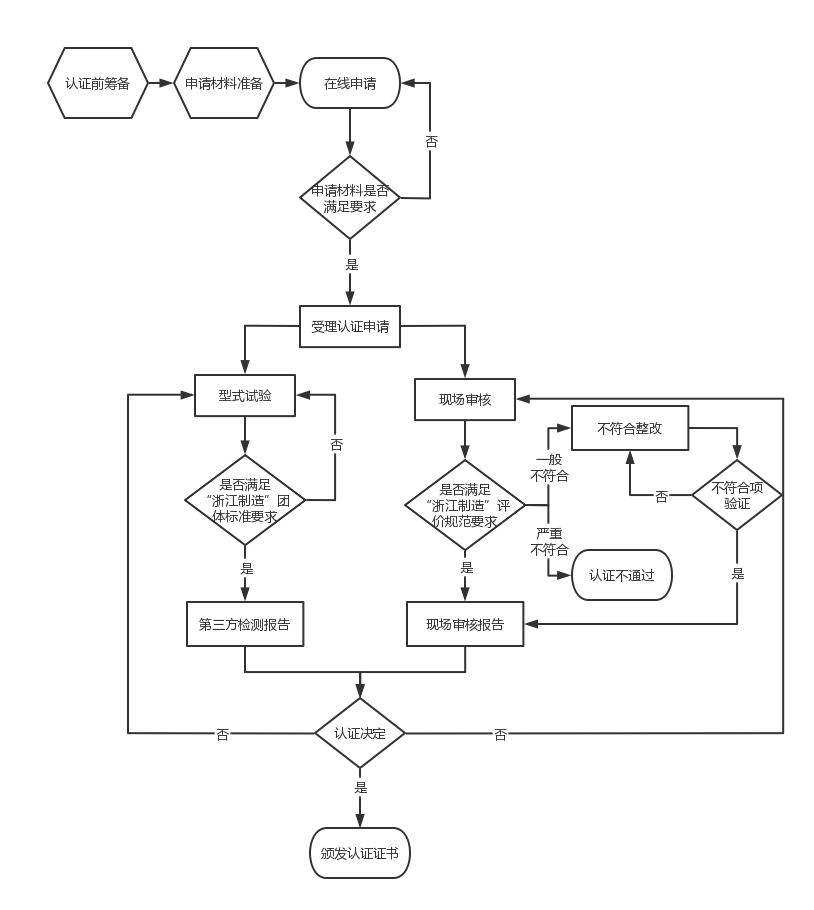 认证前筹备
申请材料准备
在线申请
否
申请材料是否
满足要求
是
受理认证申请
型式试验
现场审核
不符合整改
否
一般
不符合
是否满足
“浙江制造”团
体标准要求
是否满足
“浙江制造”评
价规范要求
不符合项
验证
否
严重
不符合
是
是
认证不通过
是
第三方检测报告
现场审核报告
认证决定
否
否
是
颁发认证证书